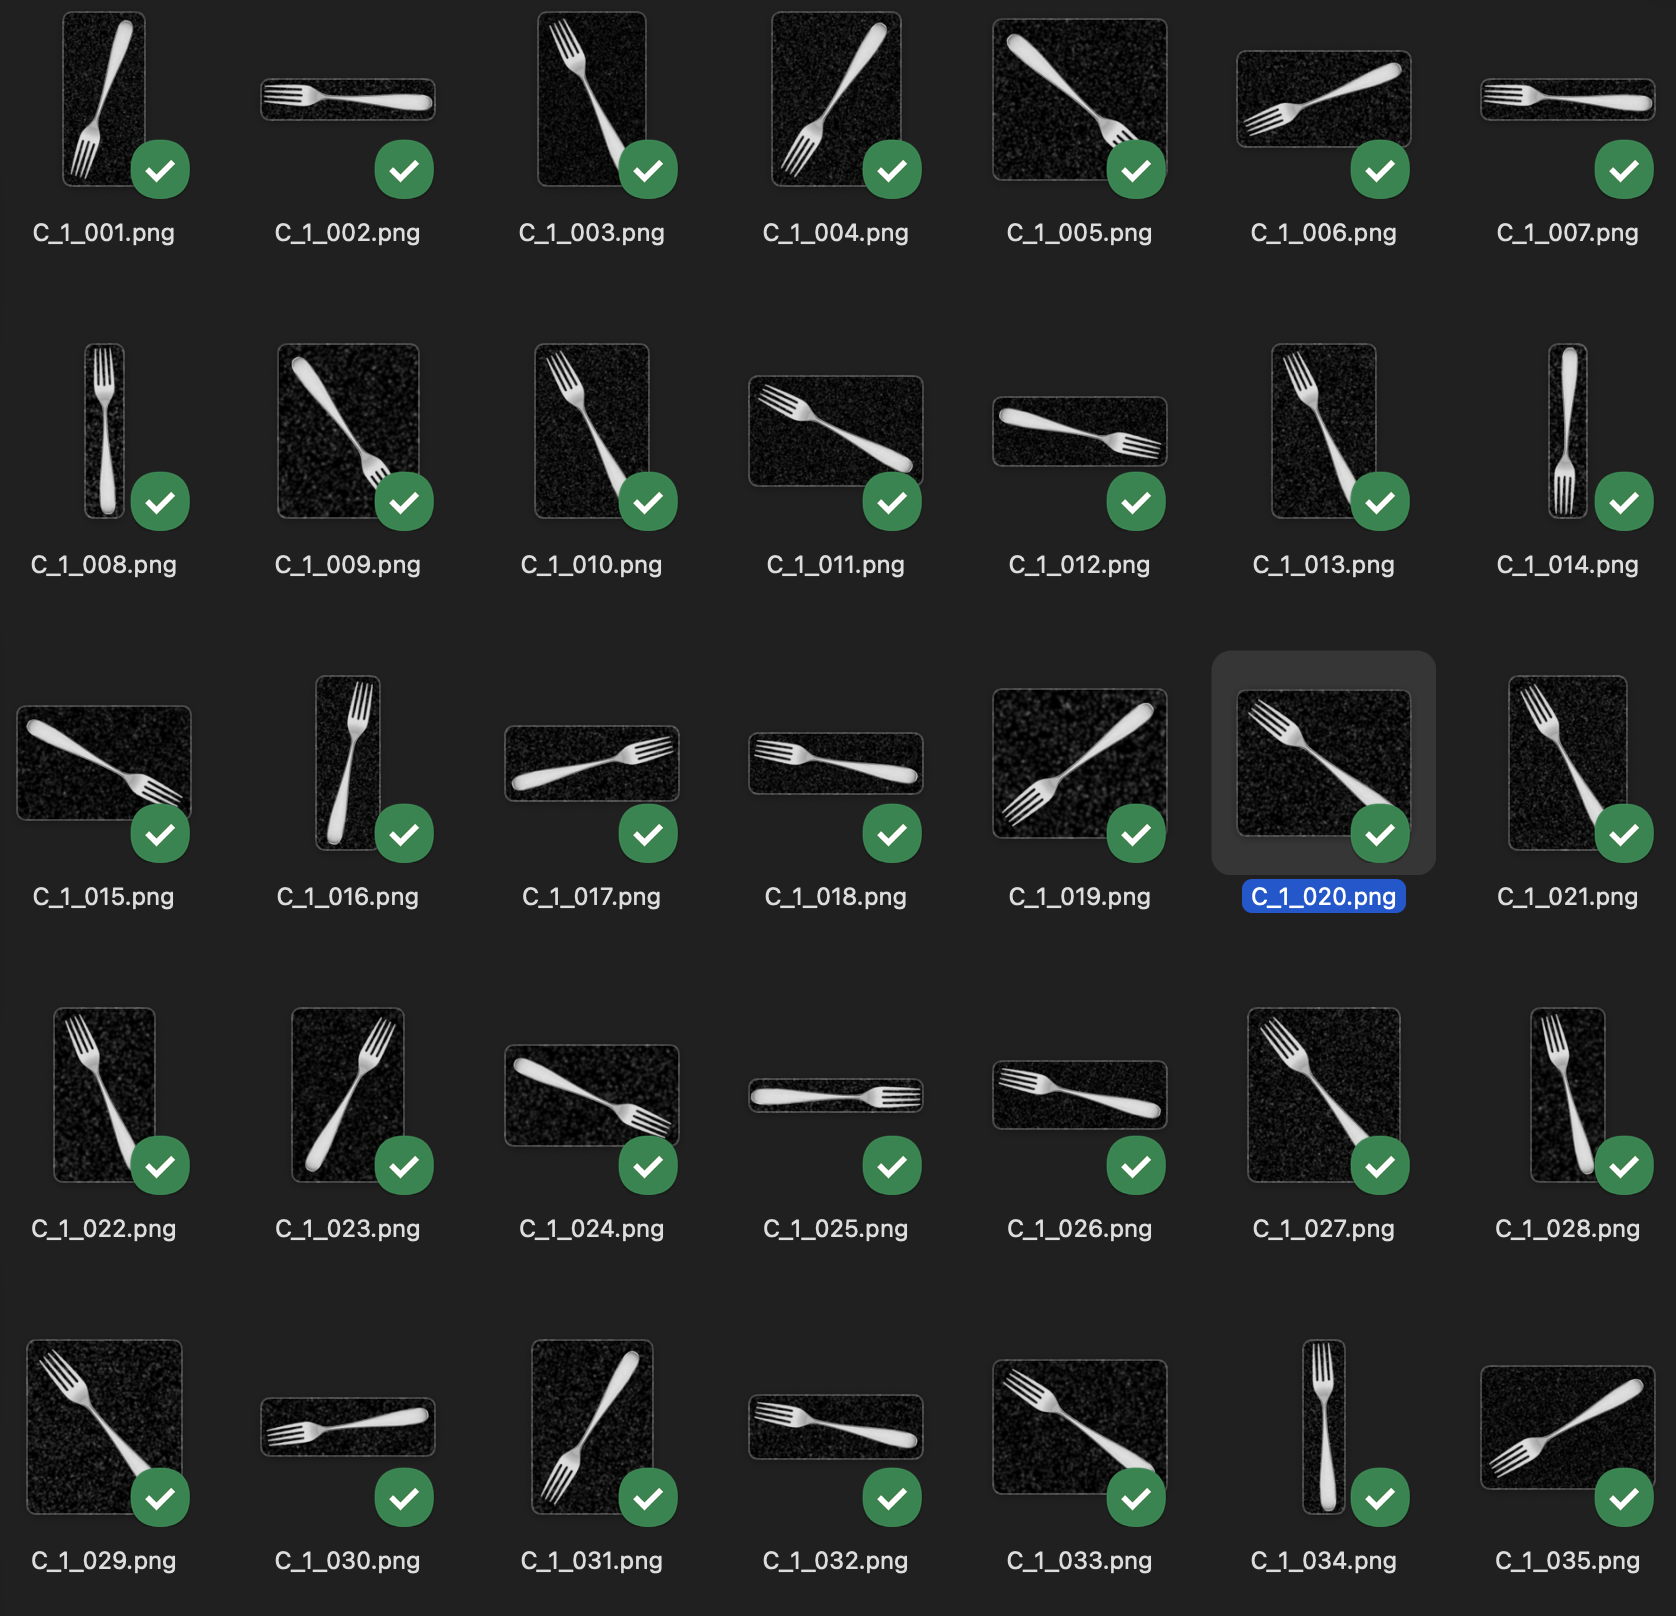 C_1_001.png C_1_002.png C_1_003.png C_1_004.png C_1_005.png C_1_006.png C_1_007.png
C_1_008.png C_1_009.png C_1_010.png C_1_011.png C_1_012.png C_1_013.png C_1_014.png
C_1_015.png C_1_016.png C_1_017.png C_1_018.png C_1_019.png C_1_020.png C_1_021.png
C_1_022.png C_1_023.png C_1_024.png C_1_025.png C_1_026.png C_1_027.png C_1_028.png
C_1_029.png C_1_030.png C_1_031.png C_1_032.png C_1_033.png C_1_034.png C_1_035.png